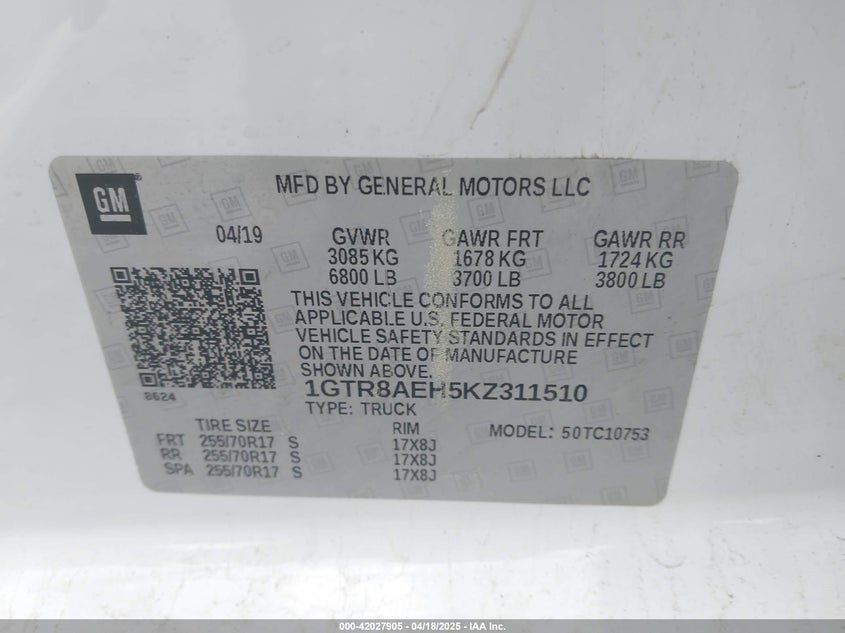 GM
MFD BY GENERAL MOTORS LLC
04/19
GVWR GAWR FRT GAWR RR
3085 KG 1678 KG 1724 KG
6800 LB 3700 LB 3800 LB
THIS VEHICLE CONFORMS TO ALL
APPLICABLE U.S. FEDERAL MOTOR
VEHICLE SAFETY STANDARDS IN EFFECT
ON THE DATE OF MANUFACTURE
SHOWN ABOVE.
8624
1GTR8AEH5KZ311510
TYPE: TRUCK
TIRE SIZE RIM MODEL: 50TC10753
FRT 255/70R17 S 17X8J
RR 255/70R17 S 17X8J
SPA 255/70R17 S 17X8J
000-42027905 - 04/18/2025 - IAA Inc.